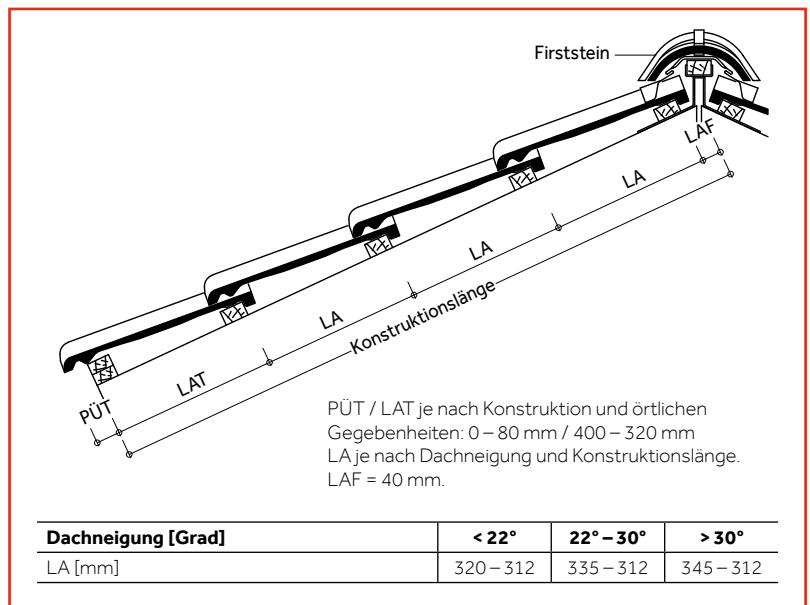 Firststein
LAF
LA
LA
LA
Konstruktionslänge
LAT
PÜT
PÜT / LAT je nach Konstruktion und örtlichen
Gegebenheiten: 0 – 80 mm / 400 – 320 mm
LA je nach Dachneigung und Konstruktionslänge.
LAF = 40 mm.
Dachneigung [Grad] < 22° 22° – 30° > 30°
LA [mm] 320 – 312 335 – 312 345 – 312